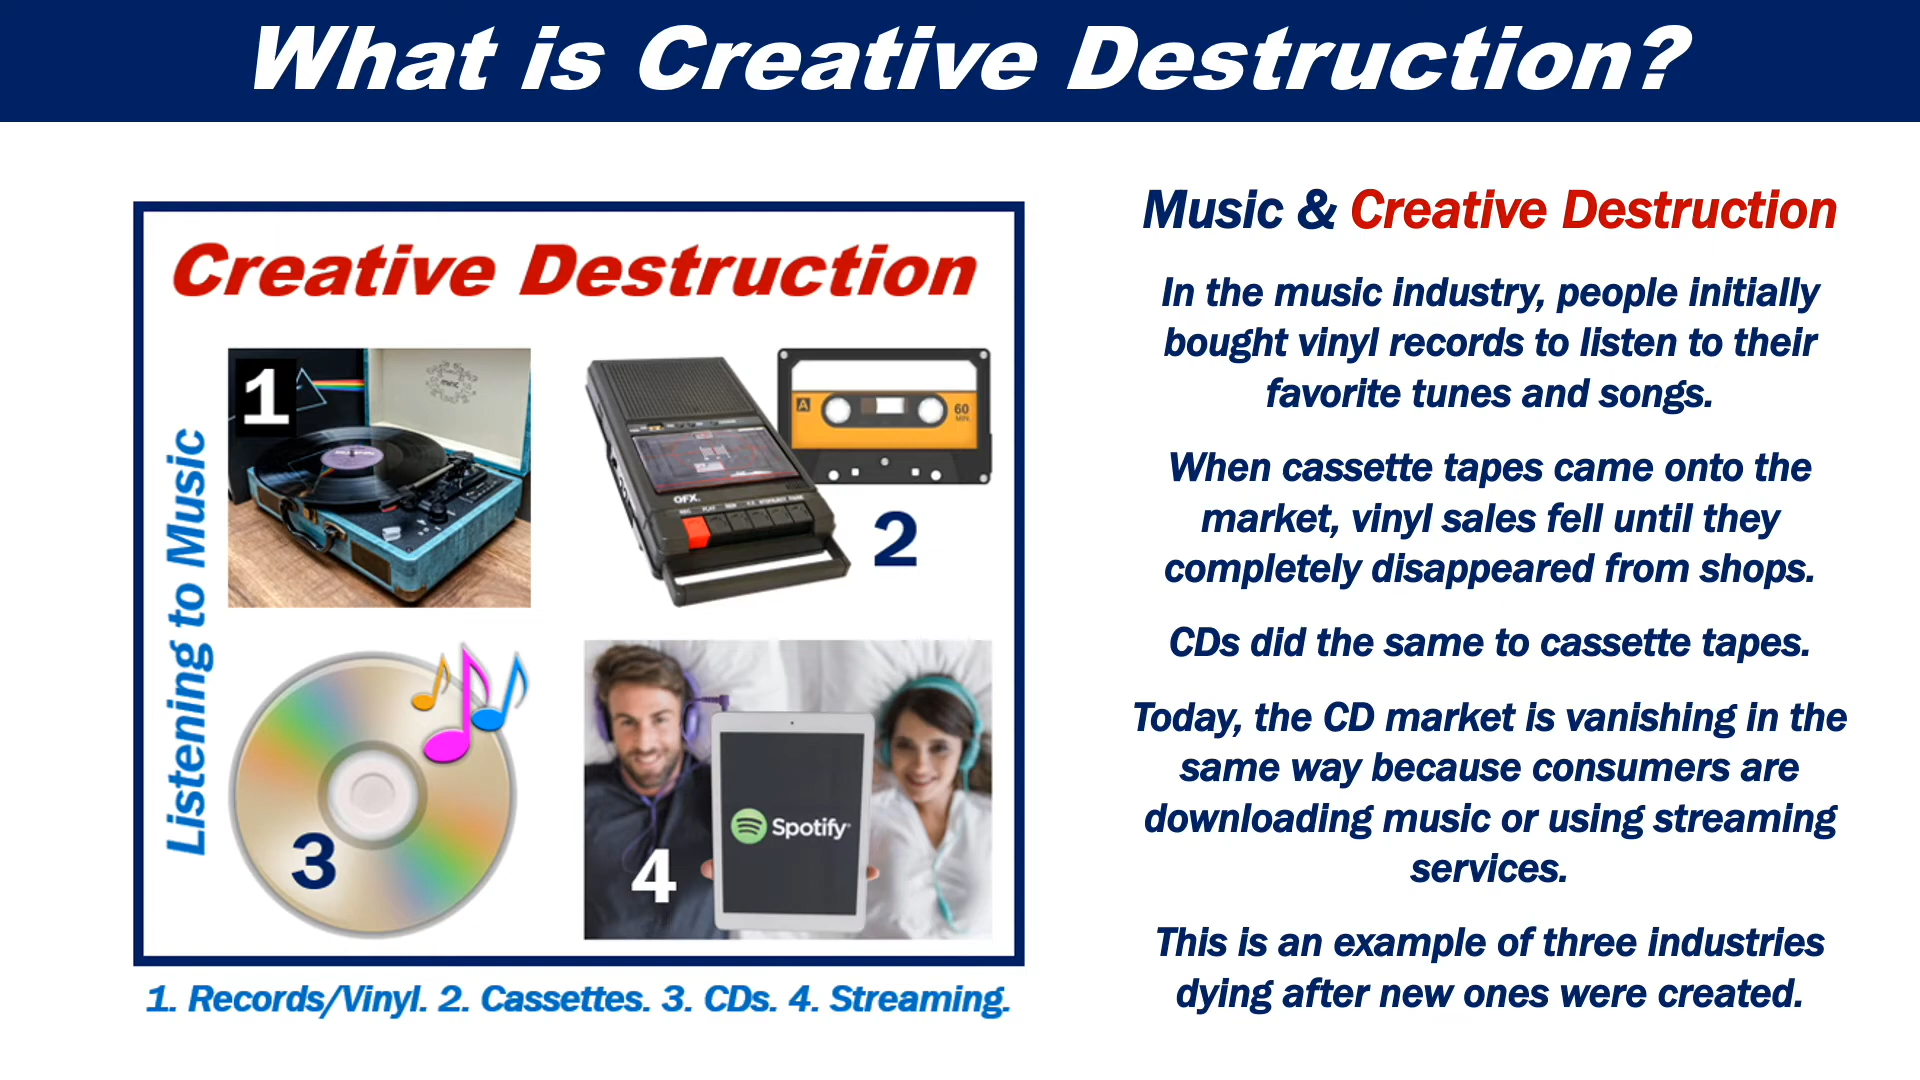 What is Creative Destruction?
Creative Destruction
Listening to Music
1
minc
2
A
60
MIN.
QFX.
3
4
Spotify
1. Records/Vinyl. 2. Cassettes. 3. CDs. 4. Streaming.
Music & Creative Destruction
In the music industry, people initially
bought vinyl records to listen to their
favorite tunes and songs.
When cassette tapes came onto the
market, vinyl sales fell until they
completely disappeared from shops.
CDs did the same to cassette tapes.
Today, the CD market is vanishing in the
same way because consumers are
downloading music or using streaming
services.
This is an example of three industries
dying after new ones were created.